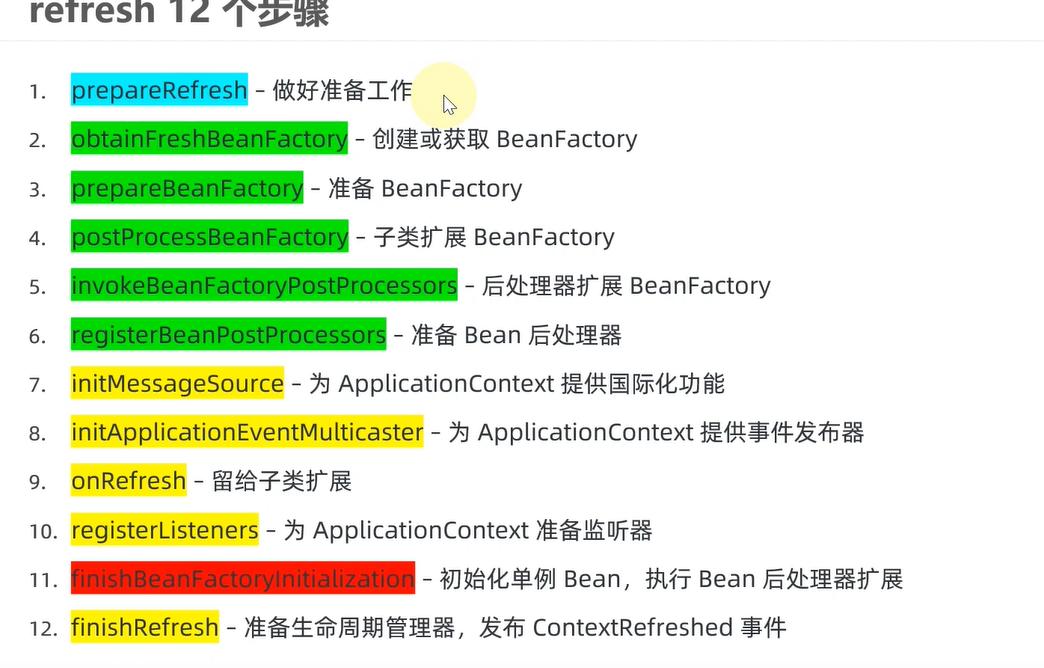 refresh 12 个步骤
1. prepareRefresh – 做好准备工作
2. obtainFreshBeanFactory – 创建或获取 BeanFactory
3. prepareBeanFactory – 准备 BeanFactory
4. postProcessBeanFactory – 子类扩展 BeanFactory
5. invokeBeanFactoryPostProcessors – 后处理器扩展 BeanFactory
6. registerBeanPostProcessors – 准备 Bean 后处理器
7. initMessageSource – 为 ApplicationContext 提供国际化功能
8. initApplicationEventMulticaster – 为 ApplicationContext 提供事件发布器
9. onRefresh – 留给子类扩展
10. registerListeners – 为 ApplicationContext 准备监听器
11. finishBeanFactoryInitialization – 初始化单例 Bean，执行 Bean 后处理器扩展
12. finishRefresh – 准备生命周期管理器，发布 ContextRefreshed 事件